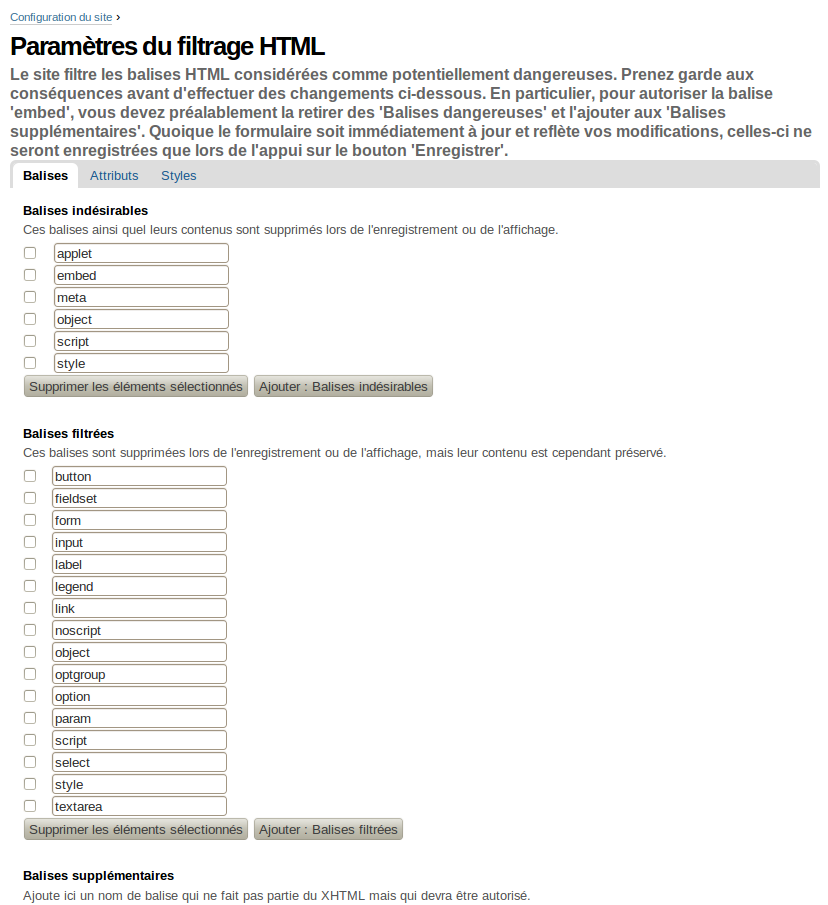 Configuration du site ›
Paramètres du filtrage HTML
Le site filtre les balises HTML considérées comme potentiellement dangereuses. Prenez garde aux
conséquences avant d'effectuer des changements ci-dessous. En particulier, pour autoriser la balise
'embed', vous devez préalablement la retirer des 'Balises dangereuses' et l'ajouter aux 'Balises
supplémentaires'. Quoique le formulaire soit immédiatement à jour et reflète vos modifications, celles-ci ne
seront enregistrées que lors de l'appui sur le bouton 'Enregistrer'.
Balises Attributs Styles
Balises indésirables
Ces balises ainsi quel leurs contenus sont supprimés lors de l'enregistrement ou de l'affichage.
applet
embed
meta
object
script
style
Supprimer les éléments sélectionnés Ajouter : Balises indésirables
Balises filtrées
Ces balises sont supprimées lors de l'enregistrement ou de l'affichage, mais leur contenu est cependant préservé.
button
fieldset
form
input
label
legend
link
noscript
object
optgroup
option
param
script
select
style
textarea
Supprimer les éléments sélectionnés Ajouter : Balises filtrées
Balises supplémentaires
Ajoute ici un nom de balise qui ne fait pas partie du XHTML mais qui devra être autorisé.